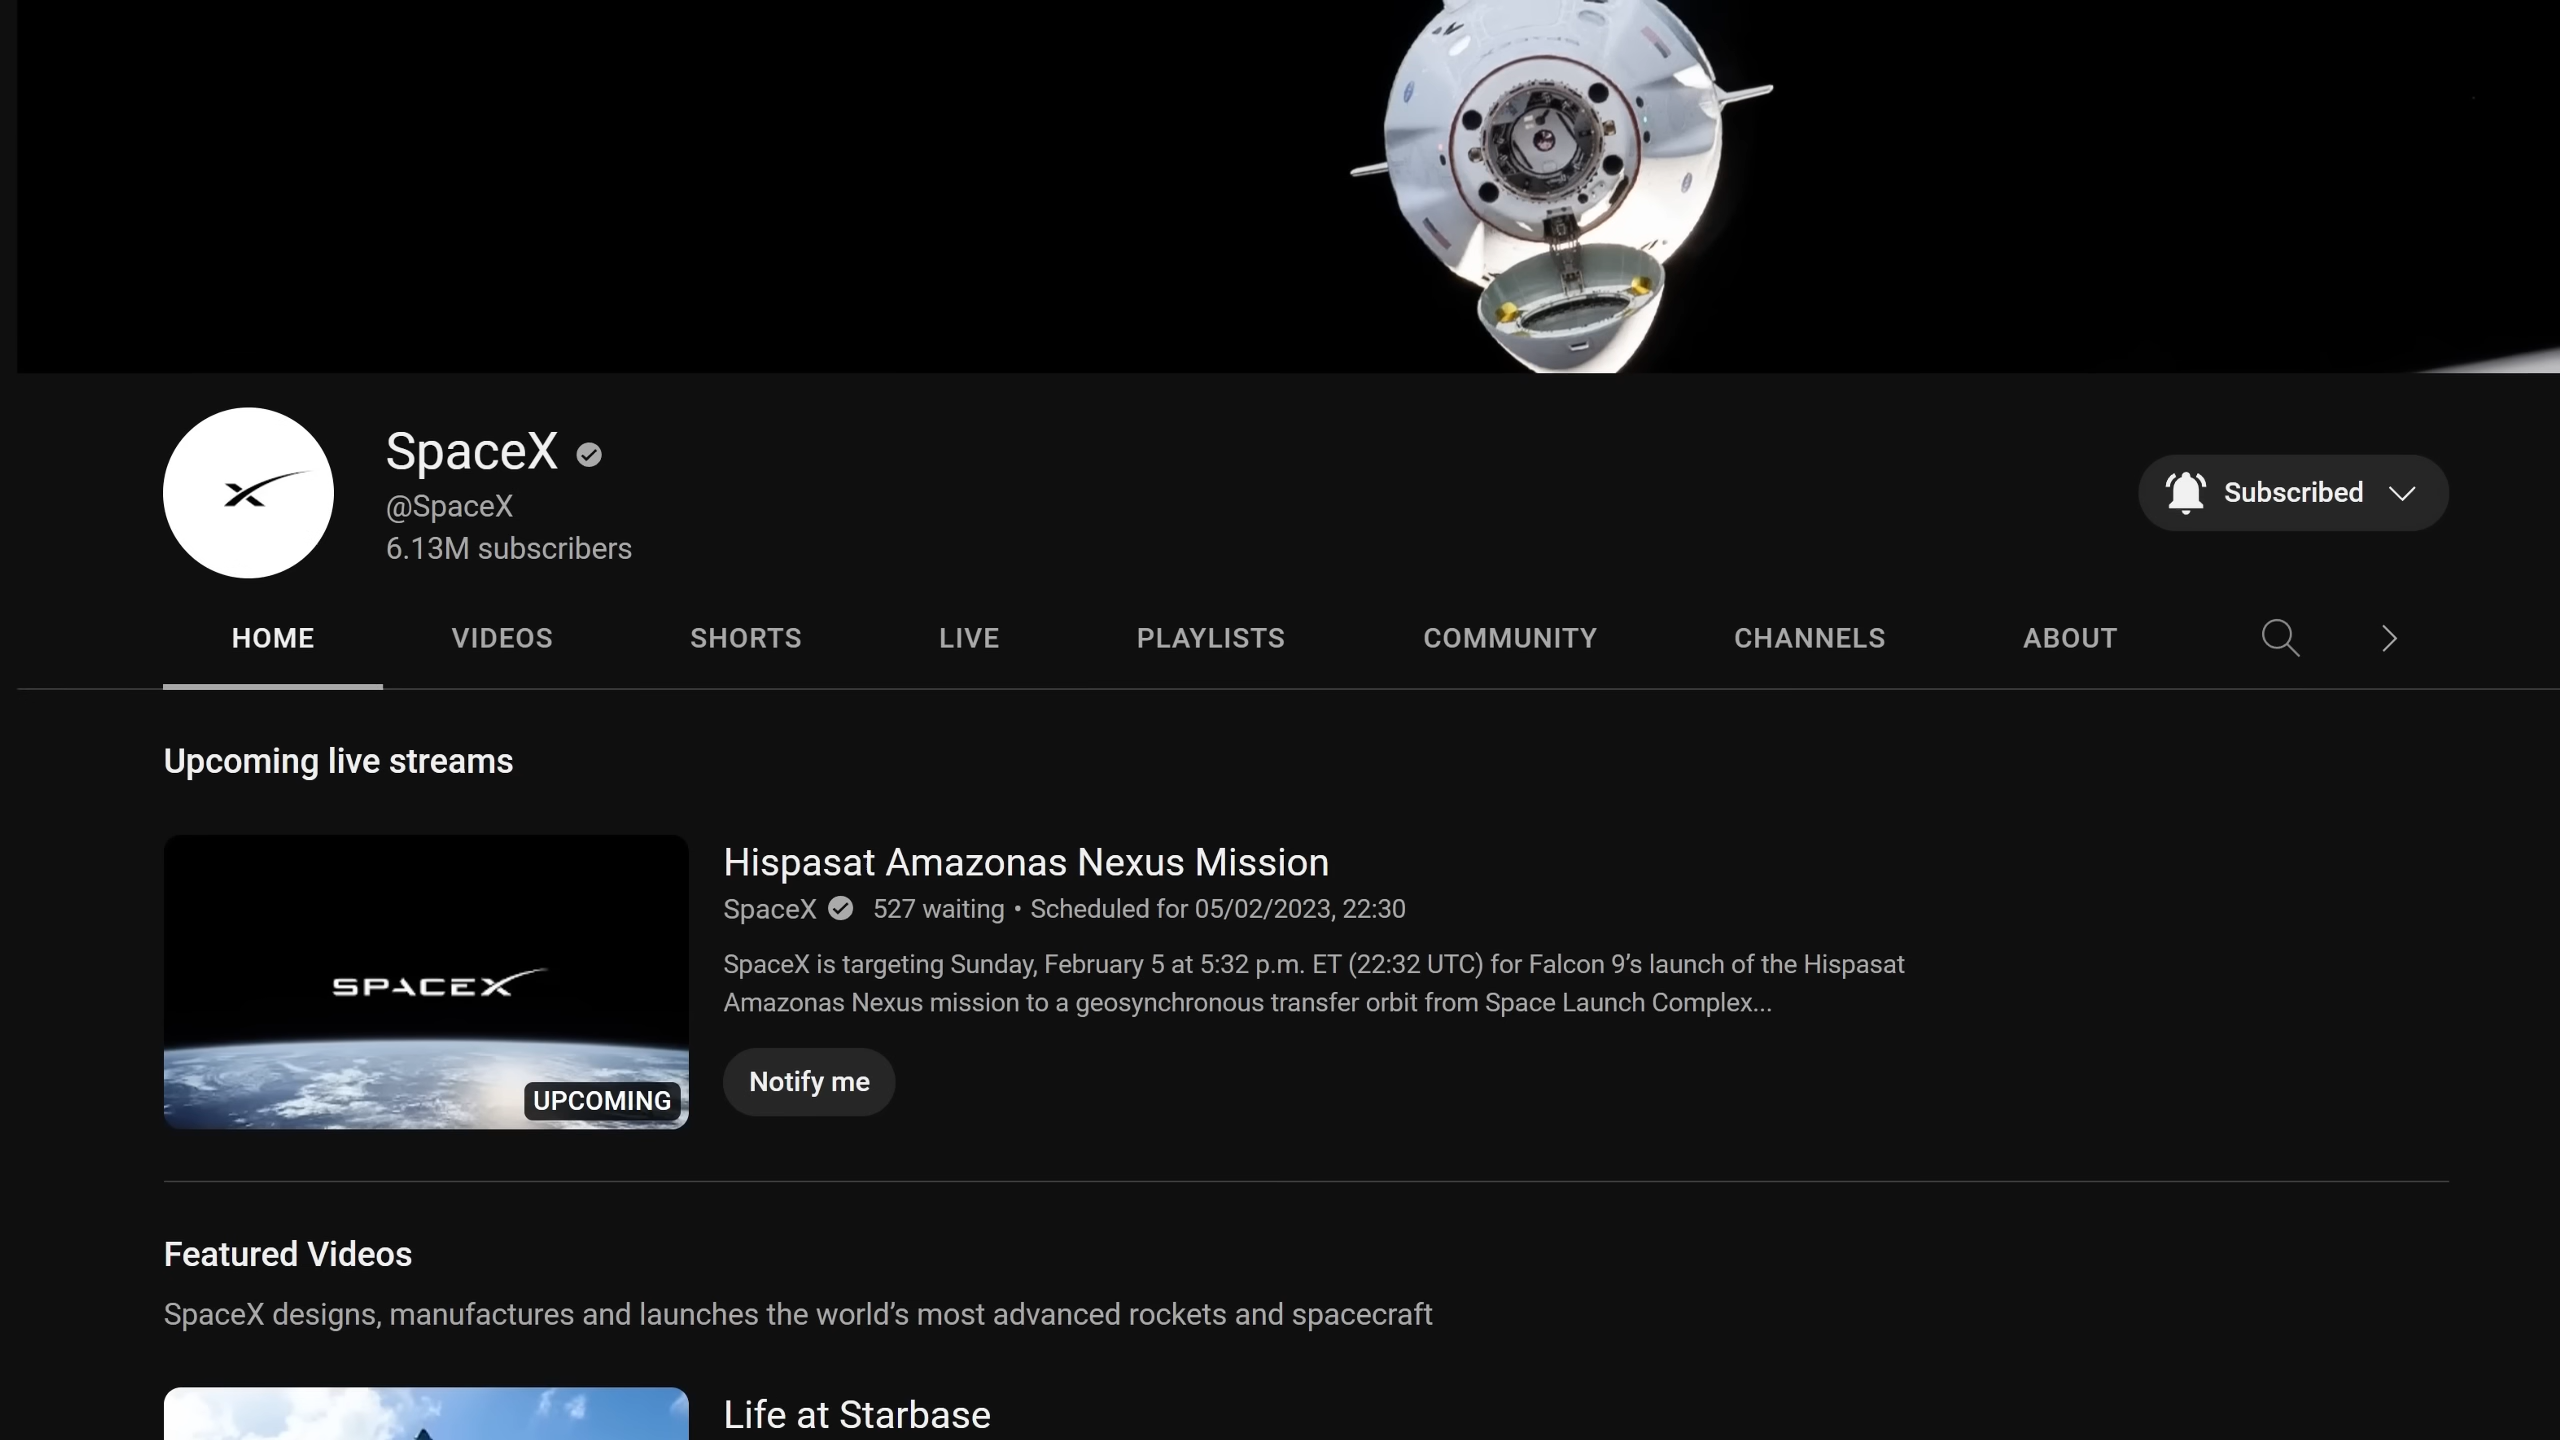 SpaceX
@SpaceX
6.13M subscribers
Subscribed
HOME
VIDEOS
SHORTS
LIVE
PLAYLISTS
COMMUNITY
CHANNELS
ABOUT
Upcoming live streams
SPACEX
UPCOMING
Hispasat Amazonas Nexus Mission
SpaceX 527 waiting • Scheduled for 05/02/2023, 22:30
SpaceX is targeting Sunday, February 5 at 5:32 p.m. ET (22:32 UTC) for Falcon 9’s launch of the Hispasat
Amazonas Nexus mission to a geosynchronous transfer orbit from Space Launch Complex...
Notify me
Featured Videos
SpaceX designs, manufactures and launches the world’s most advanced rockets and spacecraft
Life at Starbase